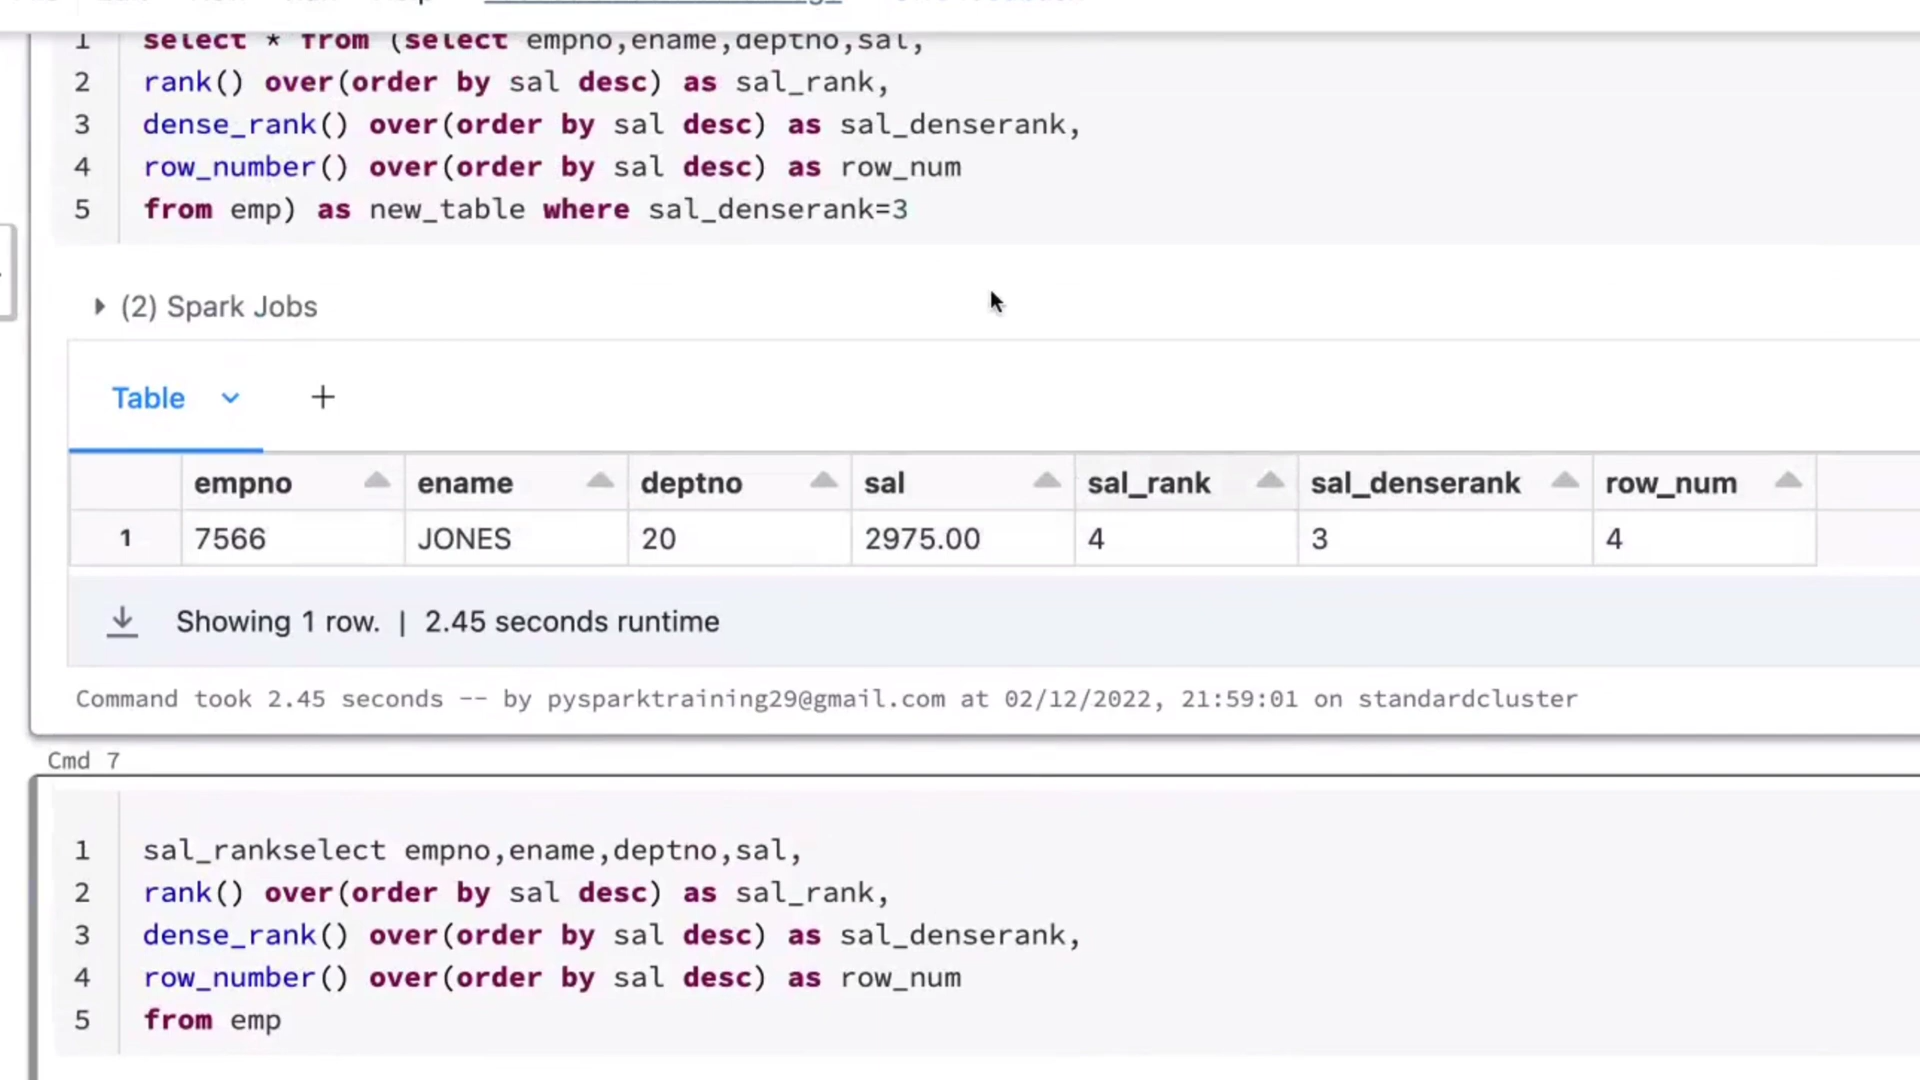 1 select * from (select empno,ename,deptno,sal,
2 rank() over(order by sal desc) as sal_rank,
3 dense_rank() over(order by sal desc) as sal_denserank,
4 row_number() over(order by sal desc) as row_num
5 from emp) as new_table where sal_denserank=3
(2) Spark Jobs
Table +
empno ename deptno sal sal_rank sal_denserank row_num
1 7566 JONES 20 2975.00 4 3 4
Showing 1 row. | 2.45 seconds runtime
Command took 2.45 seconds -- by pysparktraining29@gmail.com at 02/12/2022, 21:59:01 on standardcluster
Cmd 7
1 sal_rankselect empno,ename,deptno,sal,
2 rank() over(order by sal desc) as sal_rank,
3 dense_rank() over(order by sal desc) as sal_denserank,
4 row_number() over(order by sal desc) as row_num
5 from emp